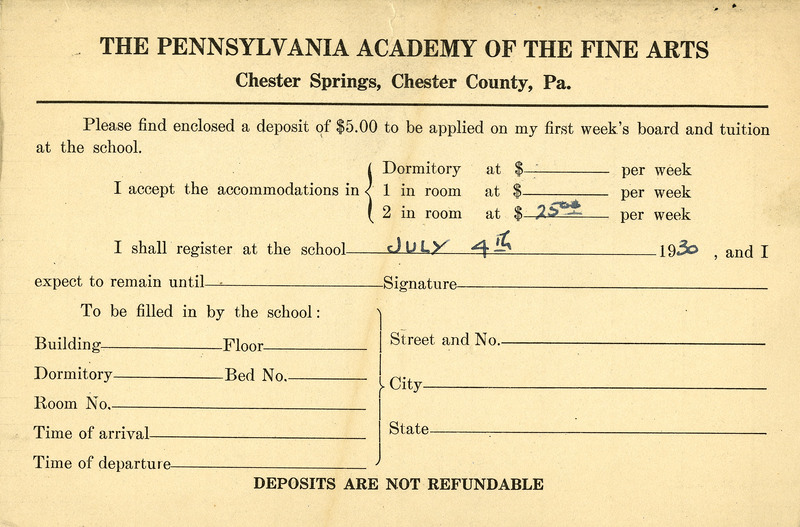 THE PENNSYLVANIA ACADEMY OF THE FINE ARTS
Chester Springs, Chester County, Pa.
Please find enclosed a deposit of $5.00 to be applied on my first week's board and tuition
at the school.
I accept the accommodations in
Dormitory at $ per week
1 in room at $ per week
2 in room at $ 25.00 per week
I shall register at the school JULY 4th 1930 , and I
expect to remain until Signature
To be filled in by the school:
Building Floor
Dormitory Bed No.
Room No.
Time of arrival
Time of departure
Street and No.
City
State
DEPOSITS ARE NOT REFUNDABLE